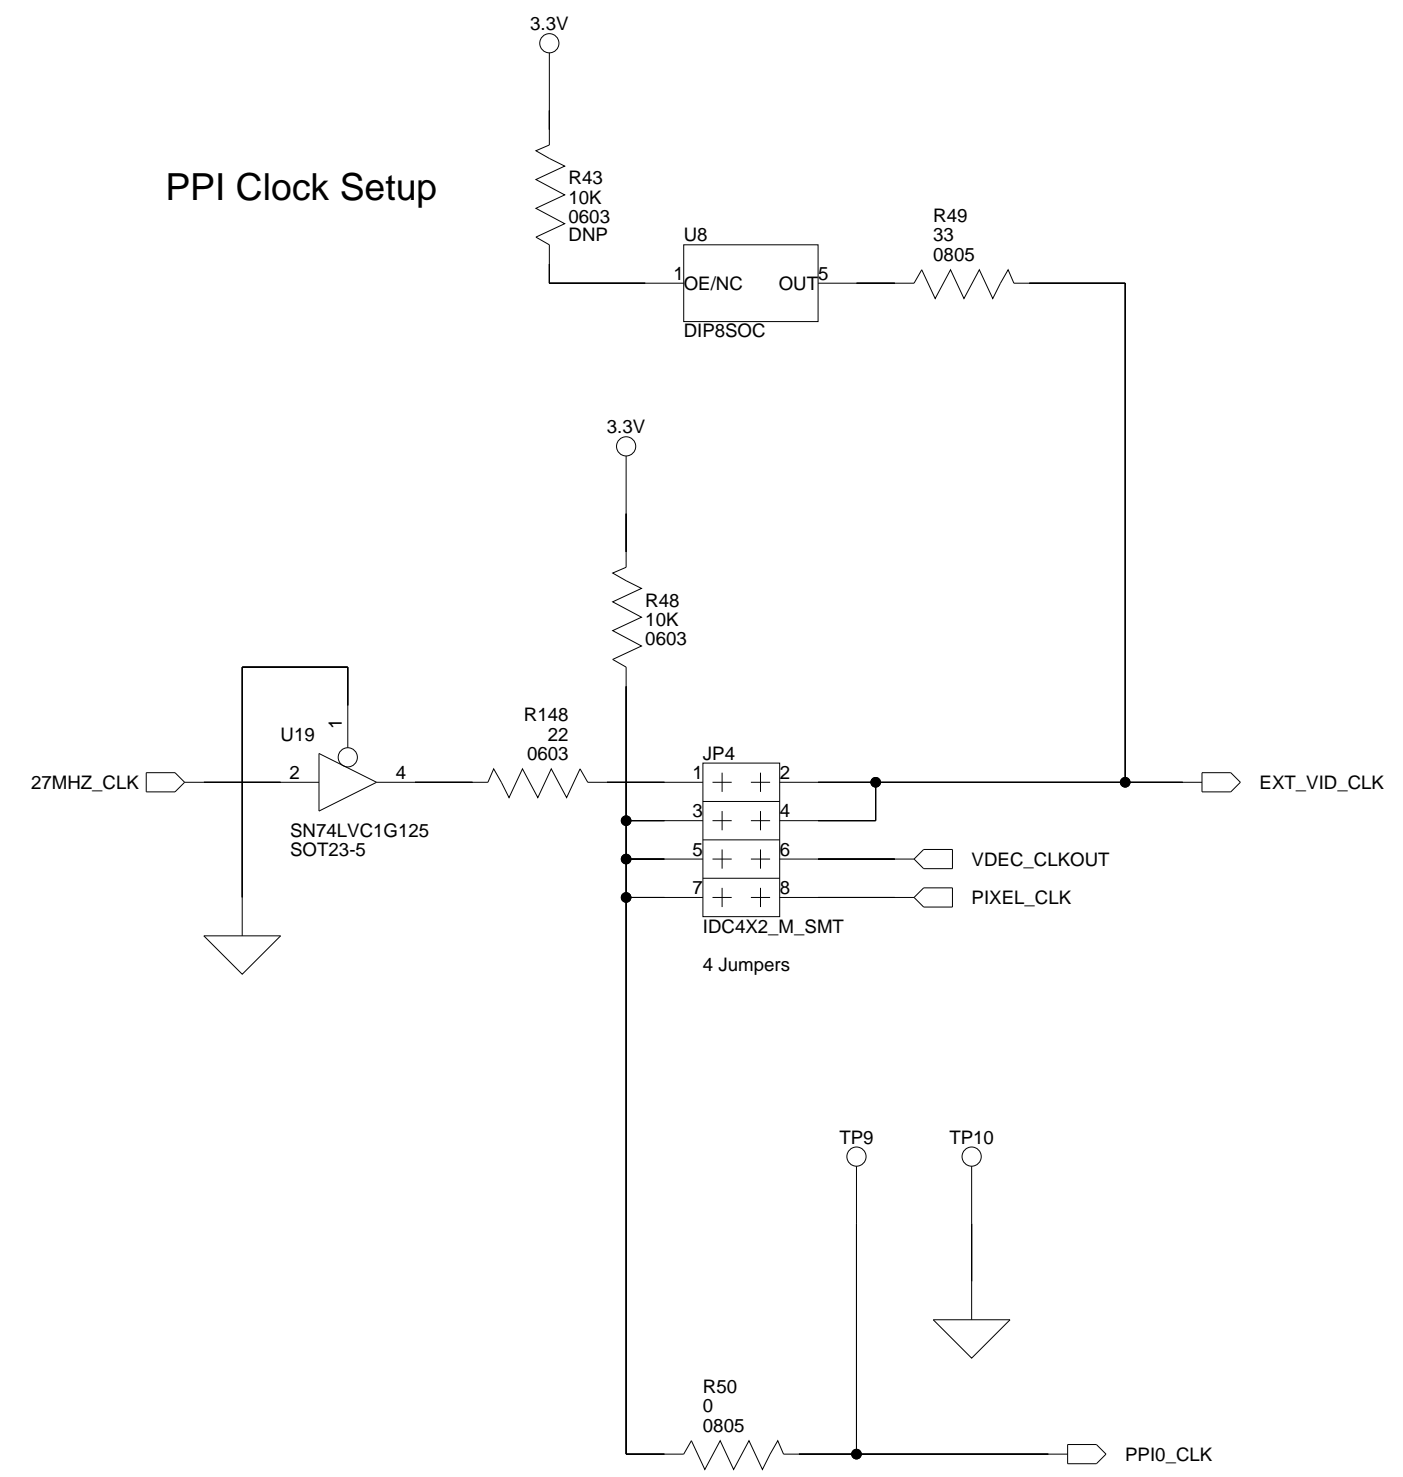 3.3V
PPI Clock Setup
R43
10K
0603
DNP
U8
1
OE/NC
OUT
5
DIP8SOC
R49
33
0805
3.3V
R48
10K
0603
1
U19
27MHZ_CLK
2
4
SN74LVC1G125
SOT23-5
R148
22
0603
JP4
1
2
3
4
5
6
7
8
IDC4X2_M_SMT
4 Jumpers
EXT_VID_CLK
VDEC_CLKOUT
PIXEL_CLK
TP9
TP10
R50
0
0805
PPI0_CLK